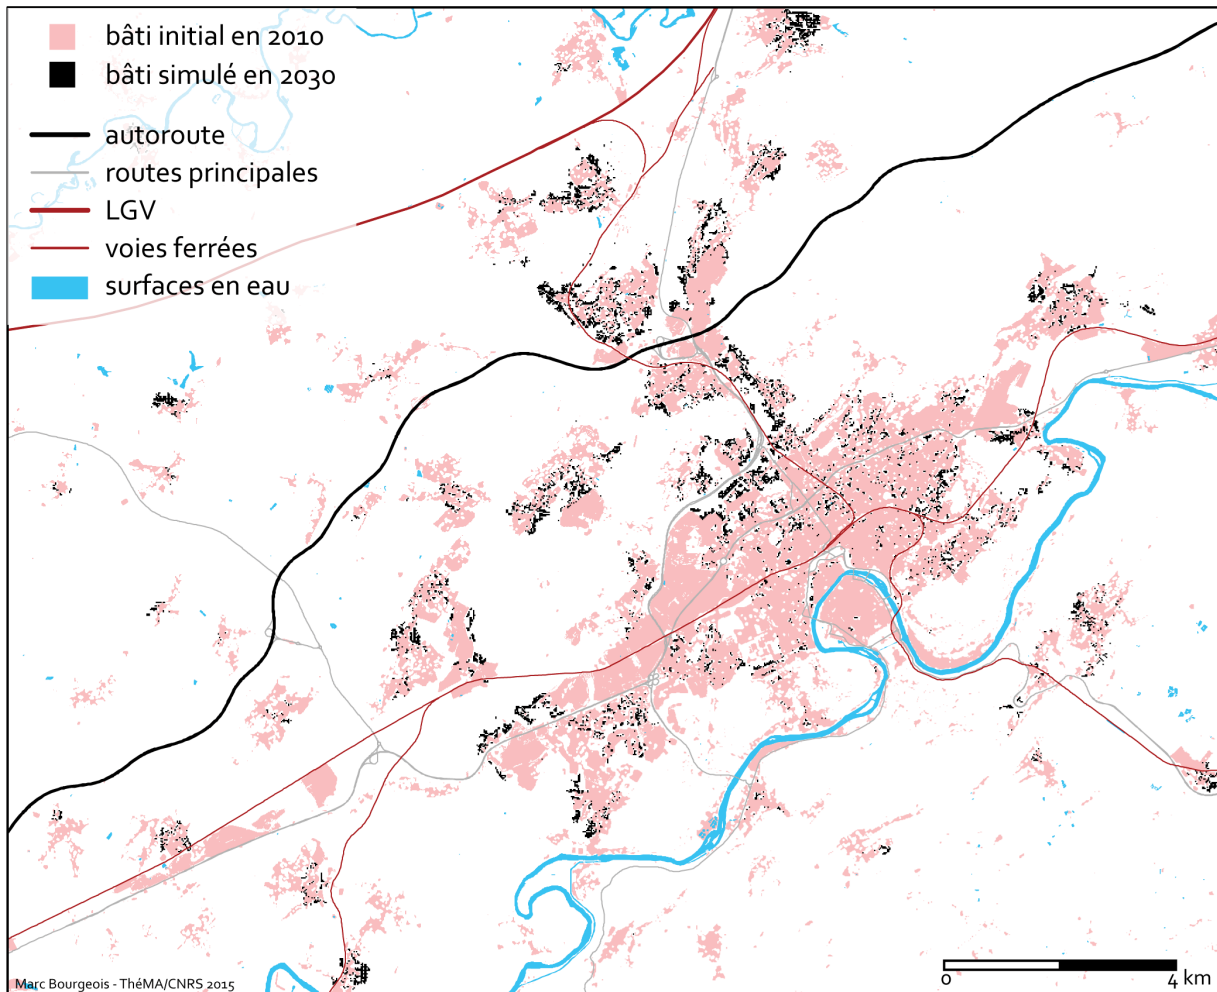 bâti initial en 2010
bâti simulé en 2030
autoroute
routes principales
LGV
voies ferrées
surfaces en eau
0 4 km
Marc Bourgeois - ThéMA/CNRS 2015